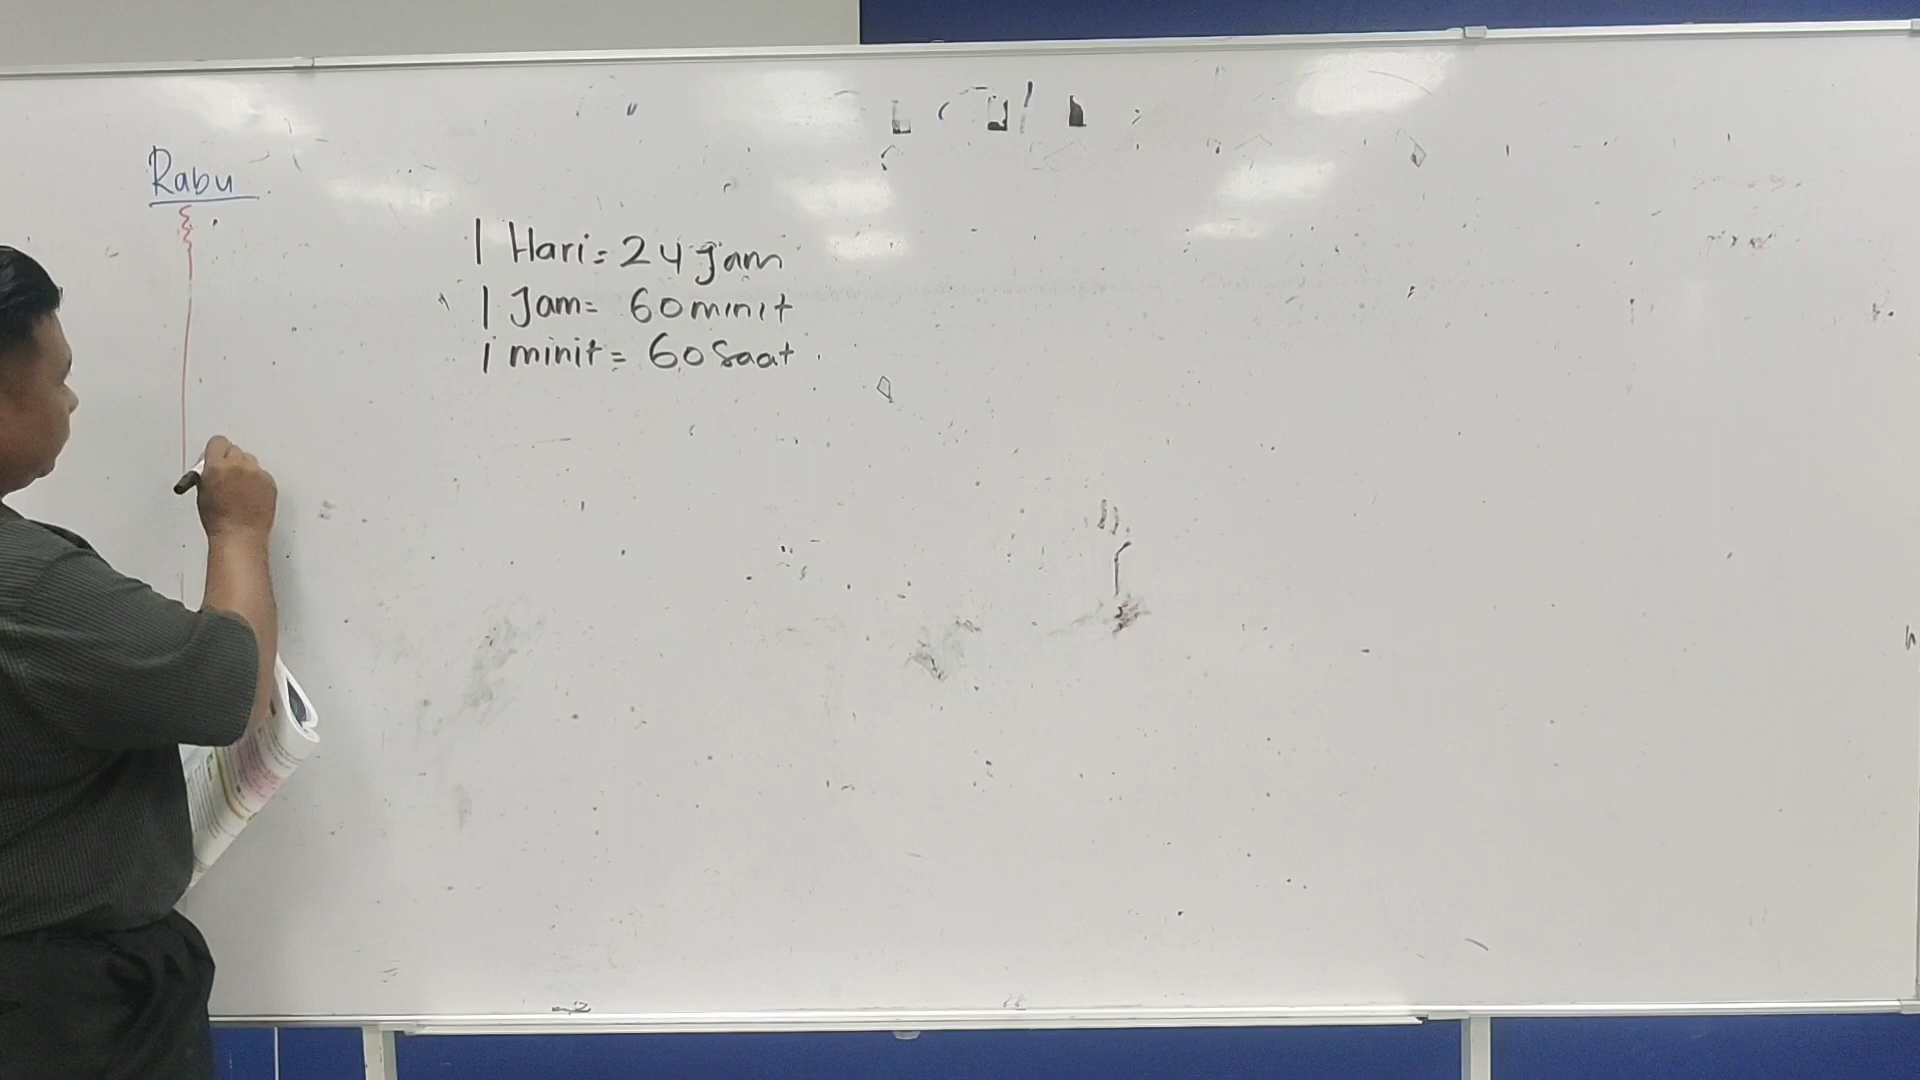 Rabu
1 Hari = 24 Jam
1 Jam = 60 minit
1 minit = 60 Saat